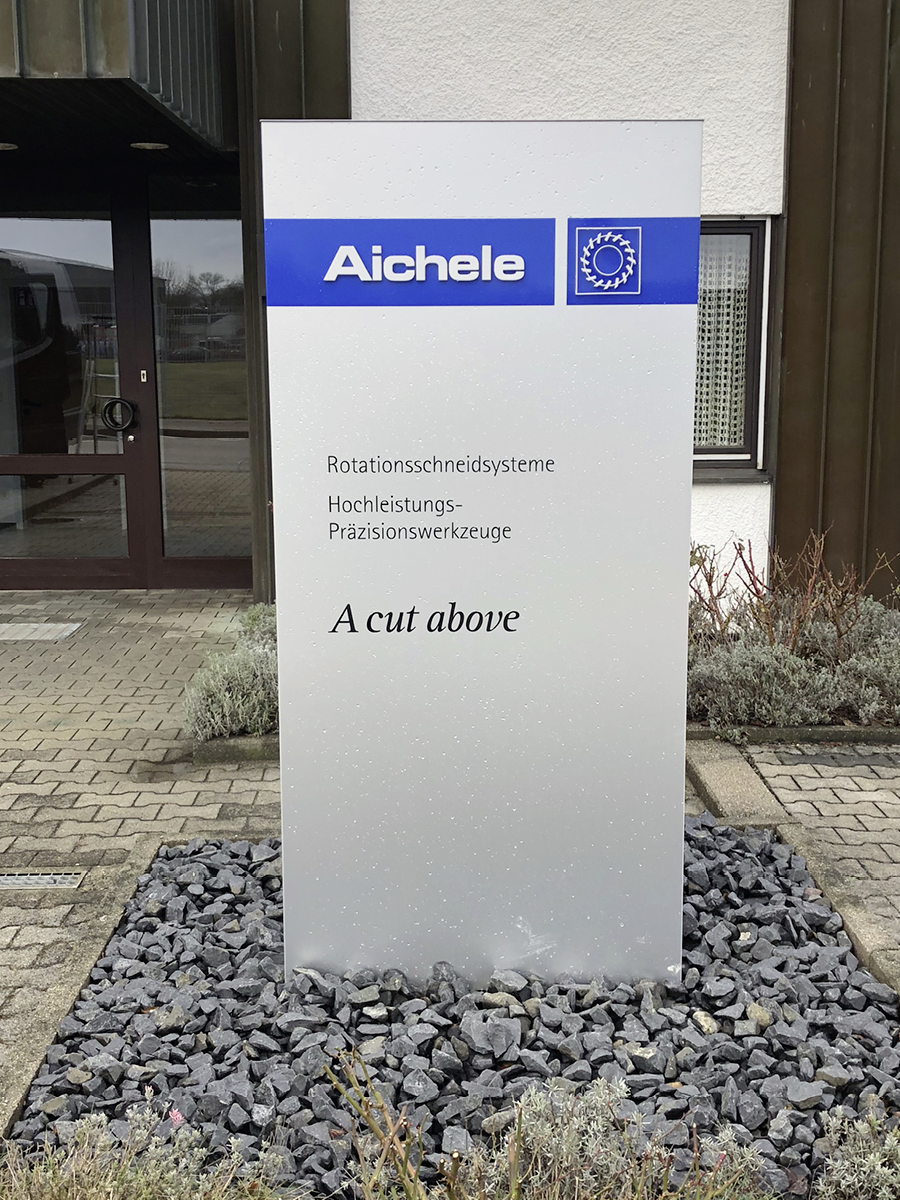 Aichele
Rotationsschneidsysteme
Hochleistungs-
Präzisionswerkzeuge
A cut above